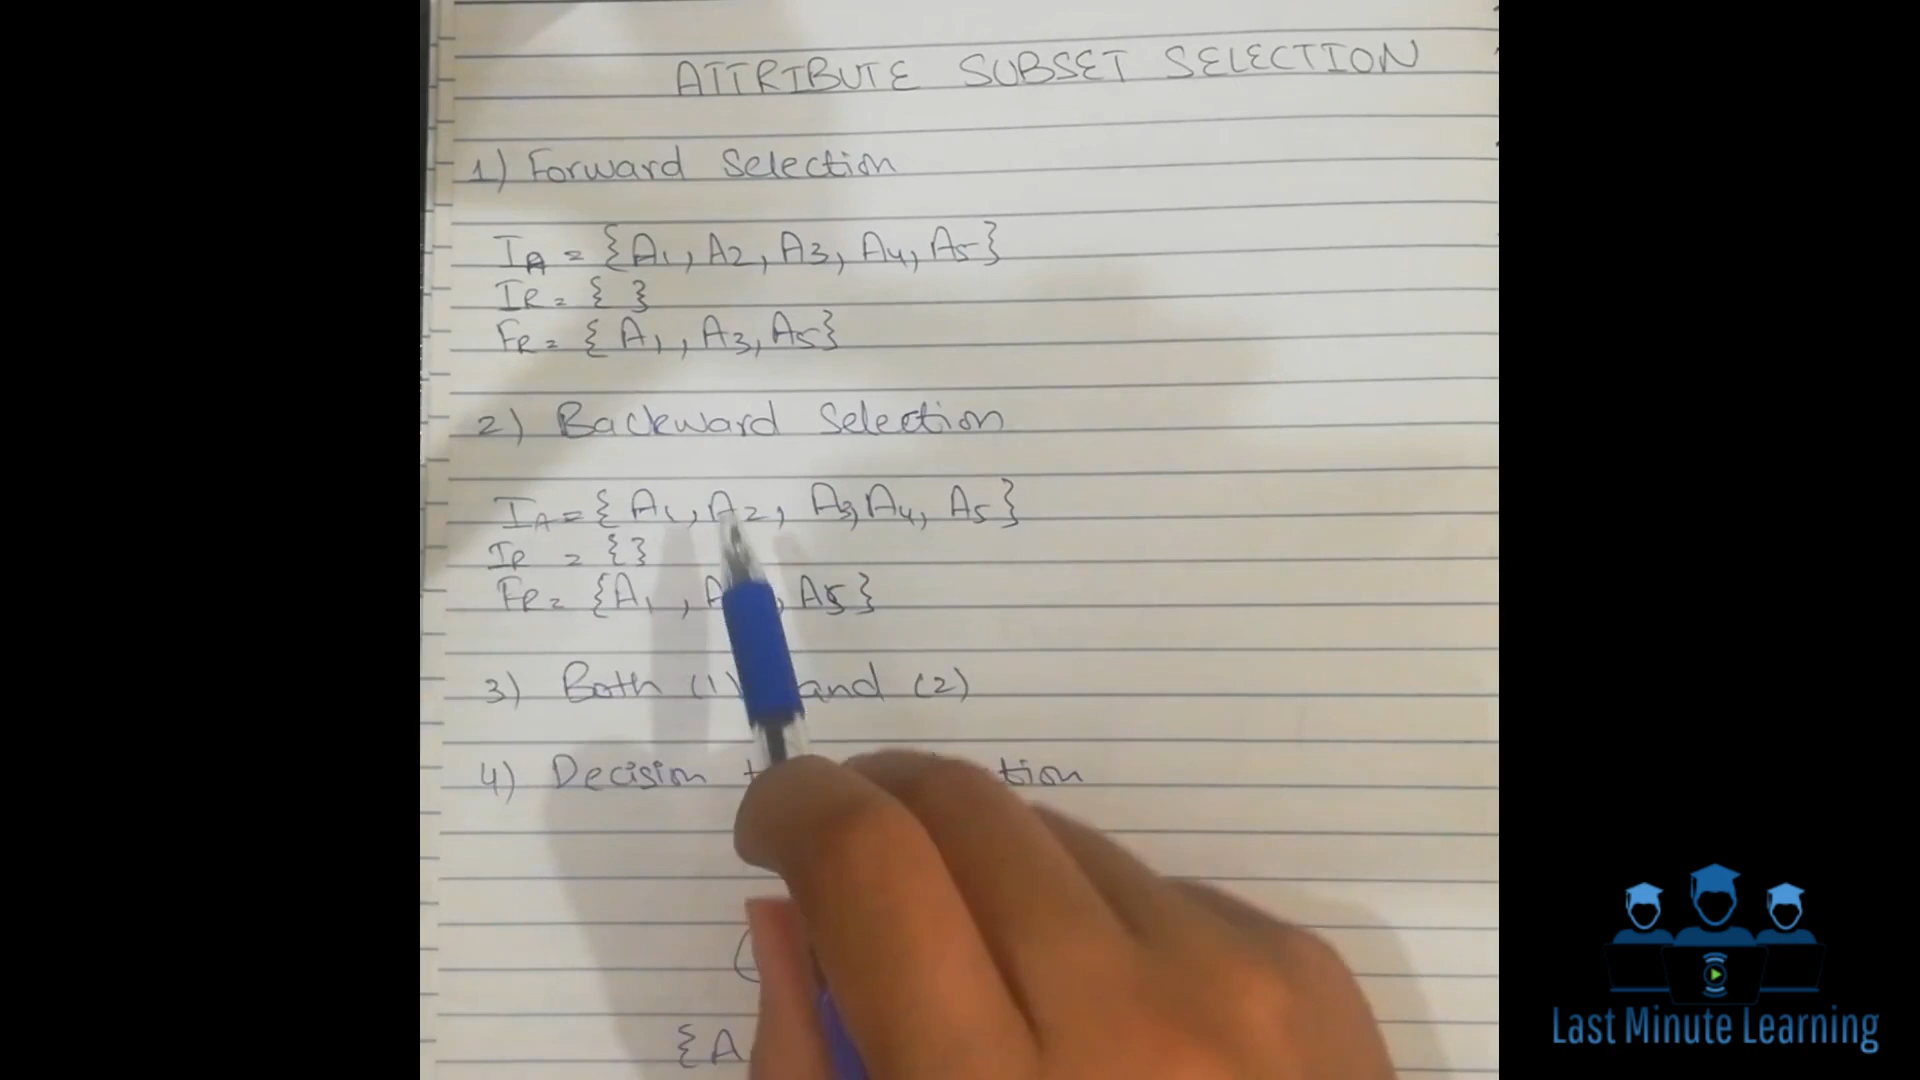 ATTRIBUTE SUBSET SELECTION
1) Forward Selection
IA = {A1, A2, A3, A4, A5}
IR = { }
FR = { A1, A3, A5}
2) Backward Selection
IA = { A1, A2, A3, A4, A5 }
IR = { }
FR = {A1, A, A5}
3) Both (1) and (2)
4) Decision
{A
Last Minute Learning